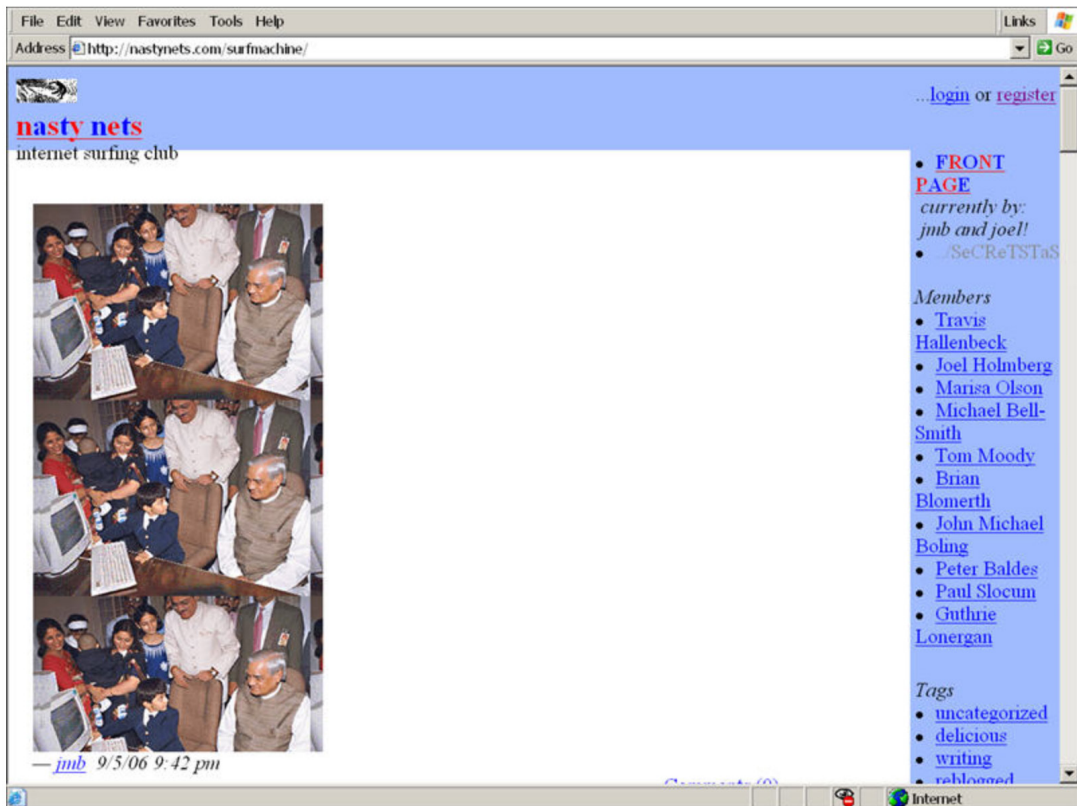 File Edit View Favorites Tools Help
Links
Address http://nastynets.com/surfmachine/
Go
...login or register
nasty nets
internet surfing club
FRONT
PAGE
currently by:
jmb and joel!
../SeCReTSTaS
Members
Travis
Hallenbeck
Joel Holmberg
Marisa Olson
Michael Bell-
Smith
Tom Moody
Brian
Blomerth
John Michael
Boling
Peter Baldes
Paul Slocum
Guthrie
Lonergan
Tags
uncategorized
delicious
writing
reblogged
— jmb 9/5/06 9:42 pm
Comments (0)
Internet